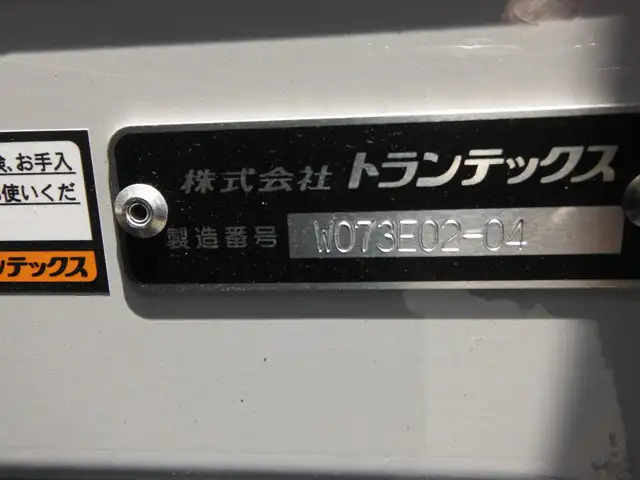 、お手入
使いくだ
ンテックス
株式会社 トランテックス
製造番号 W073E02-04